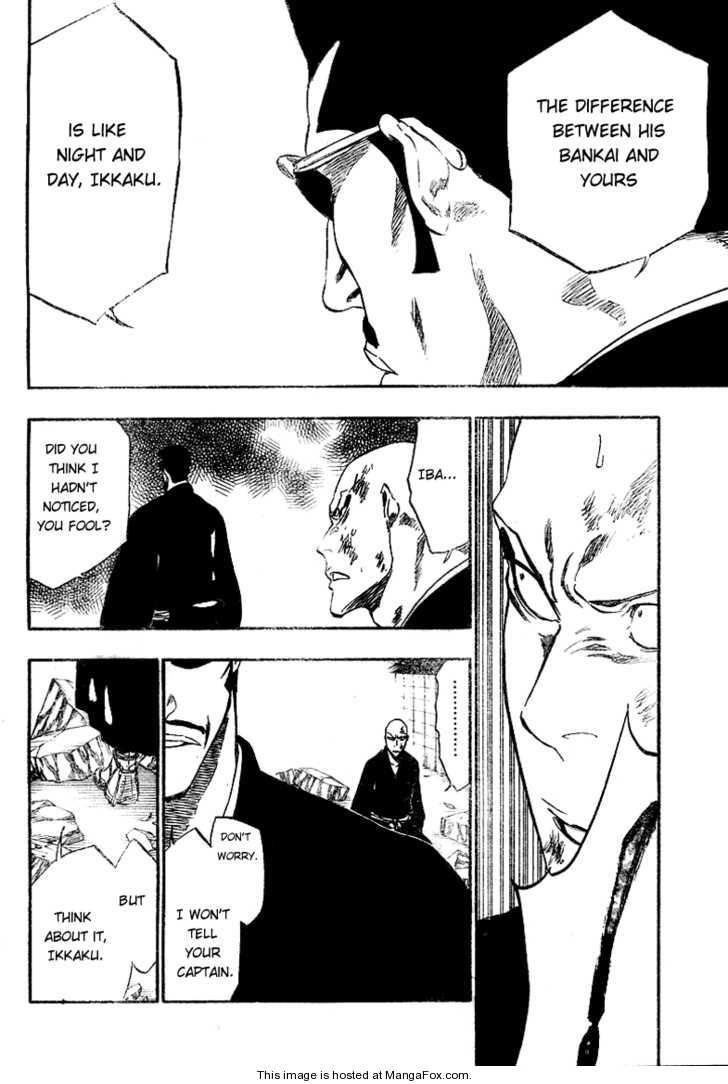 THE DIFFERENCE
BETWEEN HIS
BANKAI AND
YOURS
IS LIKE
NIGHT AND
DAY, IKKAKU.
IBA...
DID YOU
THINK I
HADN'T
NOTICED,
YOU FOOL?
..........
DON'T
WORRY.
I WON'T
TELL
YOUR
CAPTAIN.
BUT
THINK
ABOUT IT,
IKKAKU.
This image is hosted at MangaFox.com.